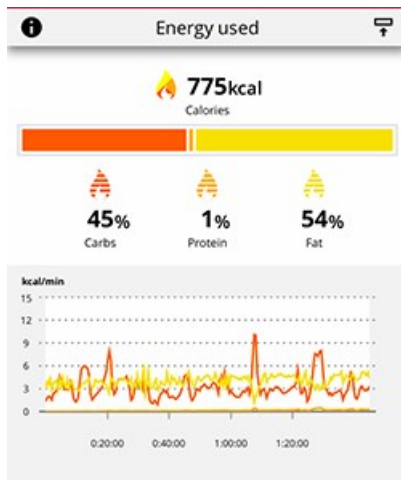 Energy used
775kcal
Calories
45% 1% 54%
Carbs Protein Fat
kcal/min
15
12
9
6
3
0
0:20:00 0:40:00 1:00:00 1:20:00